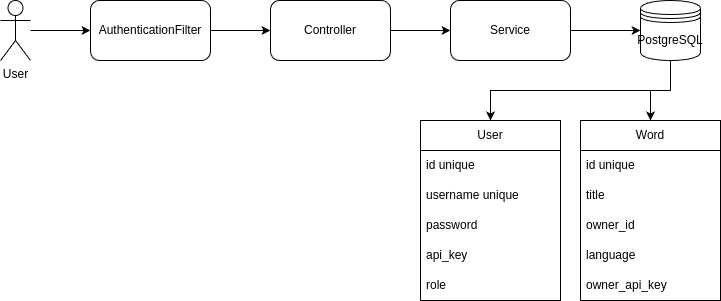 AuthenticationFilter
Controller
Service
PostgreSQL
User
User
id unique
username unique
password
api_key
role
Word
id unique
title
owner_id
language
owner_api_key